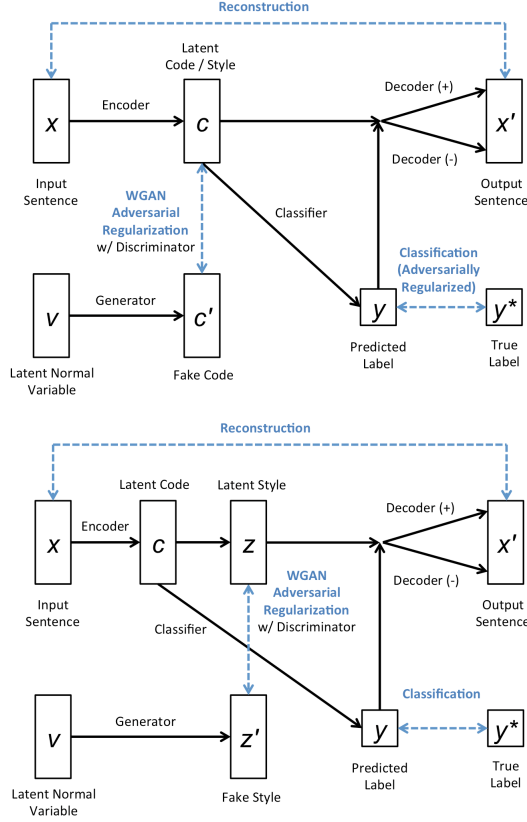 Reconstruction
Latent
Code / Style
Encoder
Decoder (+)
x
c
x'
Decoder (-)
Input
Sentence
Output
Sentence
WGAN
Adversarial
Regularization
w/ Discriminator
Classifier
Classification
(Adversarially
Regularized)
Generator
v
c'
y
y*
Latent Normal
Variable
Fake Code
Predicted
Label
True
Label
Reconstruction
Latent Code
Latent Style
Encoder
Decoder (+)
x
c
z
x'
Decoder (-)
Input
Sentence
Output
Sentence
WGAN
Adversarial
Regularization
w/ Discriminator
Classifier
Classification
Generator
v
z'
y
y*
Latent Normal
Variable
Fake Style
Predicted
Label
True
Label